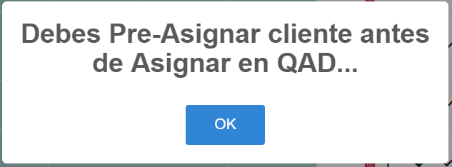 Debes Pre-Asignar cliente antes
de Asignar en QAD...
OK